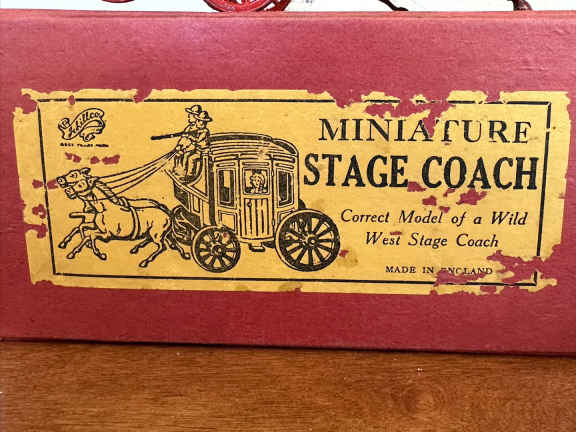 MINIATURE
STAGE COACH
Correct Model of a Wild
West Stage Coach
MADE IN ENGLAND